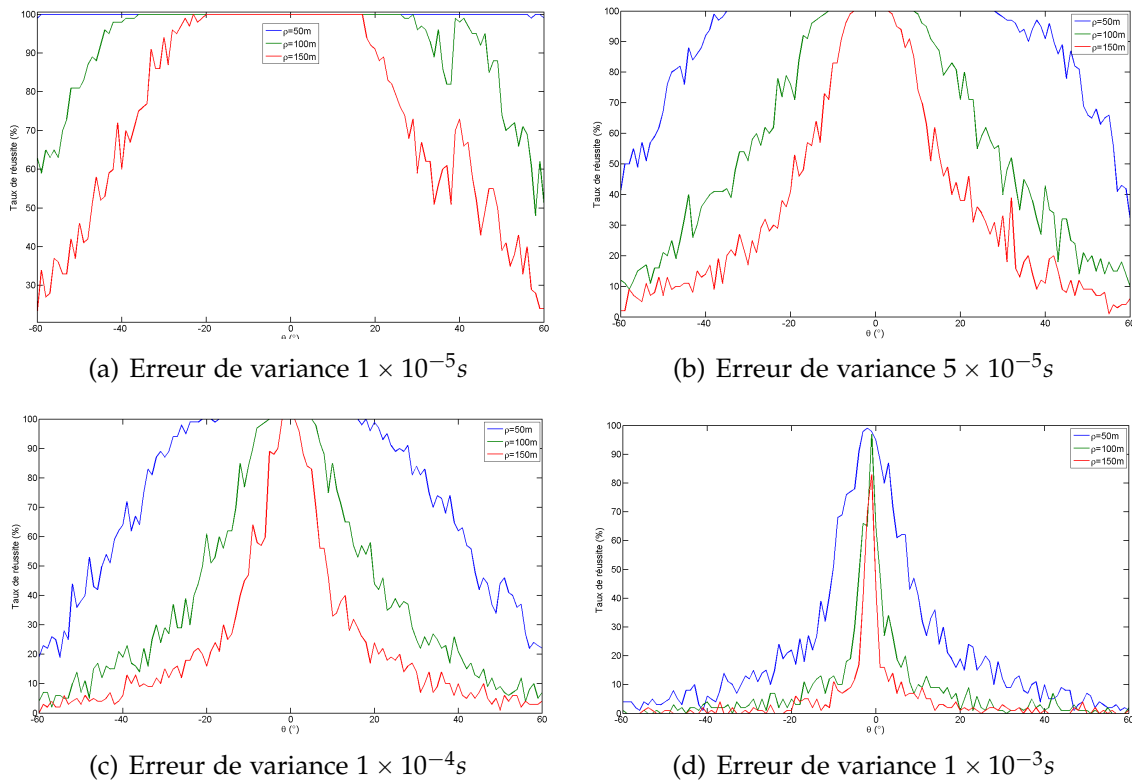 100
90
80
70
60
50
40
30
Taux de réussite (%)
ρ=50m
ρ=100m
ρ=150m
-60 -40 -20 0 20 40 60
θ (°)
(a) Erreur de variance 1 × 10⁻⁵s
100
90
80
70
60
50
40
30
20
10
0
Taux de réussite (%)
ρ=50m
ρ=100m
ρ=150m
-60 -40 -20 0 20 40 60
θ (°)
(b) Erreur de variance 5 × 10⁻⁵s
100
90
80
70
60
50
40
30
20
10
0
Taux de réussite (%)
ρ=50m
ρ=100m
ρ=150m
-60 -40 -20 0 20 40 60
θ (°)
(c) Erreur de variance 1 × 10⁻⁴s
100
90
80
70
60
50
40
30
20
10
0
Taux de réussite (%)
ρ=50m
ρ=100m
ρ=150m
-60 -40 -20 0 20 40 60
θ (°)
(d) Erreur de variance 1 × 10⁻³s